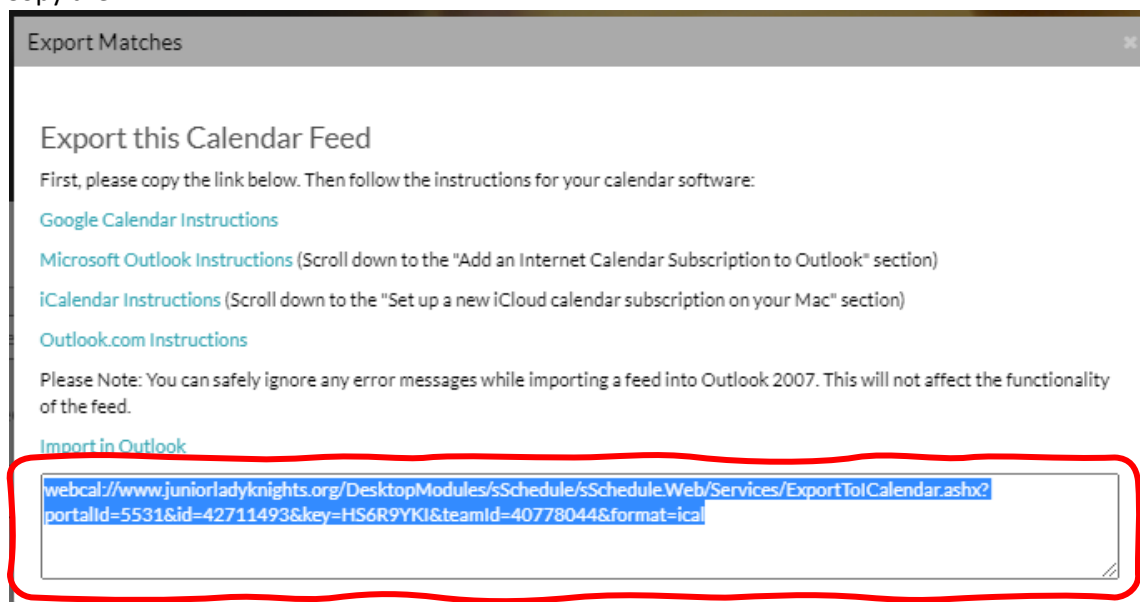 Export Matches
Export this Calendar Feed
First, please copy the link below. Then follow the instructions for your calendar software:
Google Calendar Instructions
Microsoft Outlook Instructions (Scroll down to the "Add an Internet Calendar Subscription to Outlook" section)
iCalendar Instructions (Scroll down to the "Set up a new iCloud calendar subscription on your Mac" section)
Outlook.com Instructions
Please Note: You can safely ignore any error messages while importing a feed into Outlook 2007. This will not affect the functionality
of the feed.
Import in Outlook
webcal://www.juniorladyknights.org/DesktopModules/sSchedule/sSchedule.Web/Services/ExportToICalendar.ashx?
portalId=5531&id=42711493&key=HS6R9YKI&teamId=40778044&format=ical